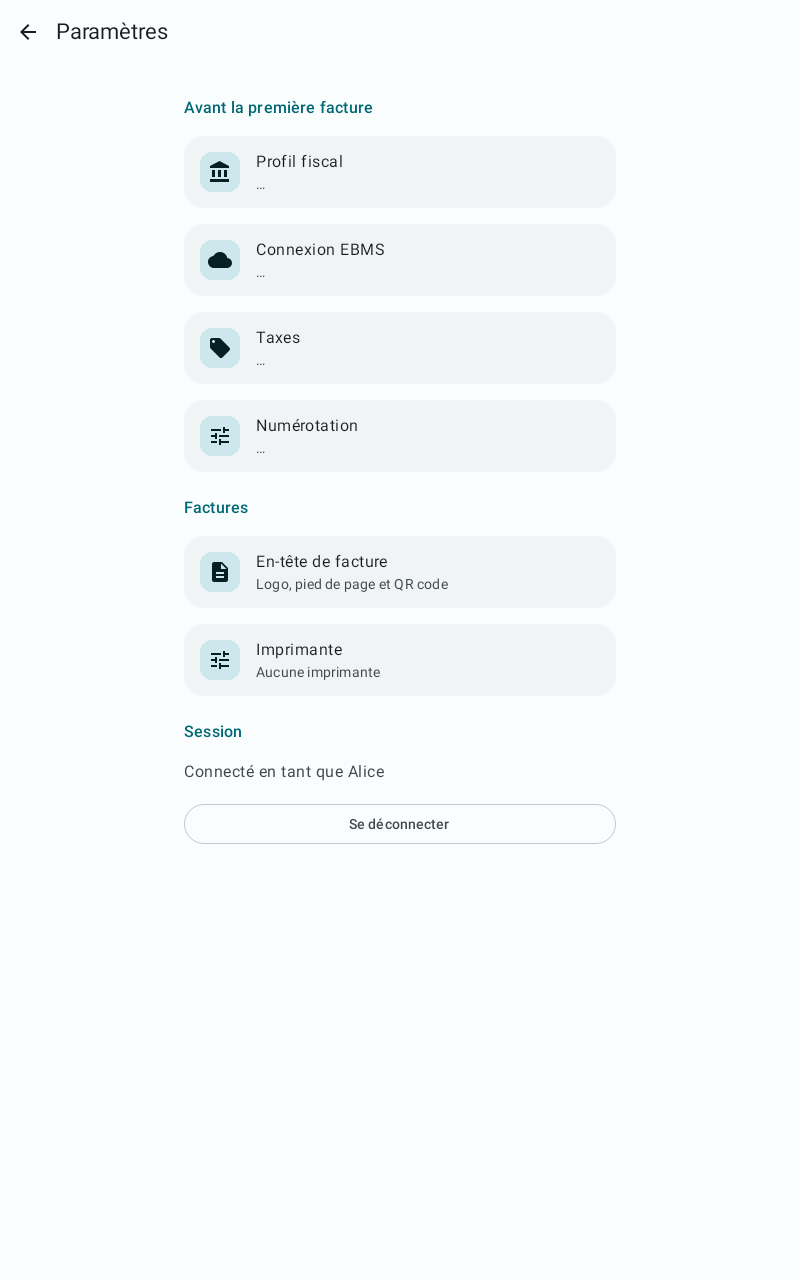 Paramètres
Avant la première facture
Profil fiscal
…
Connexion EBMS
…
Taxes
…
Numérotation
…
Factures
En-tête de facture
Logo, pied de page et QR code
Imprimante
Aucune imprimante
Session
Connecté en tant que Alice
Se déconnecter